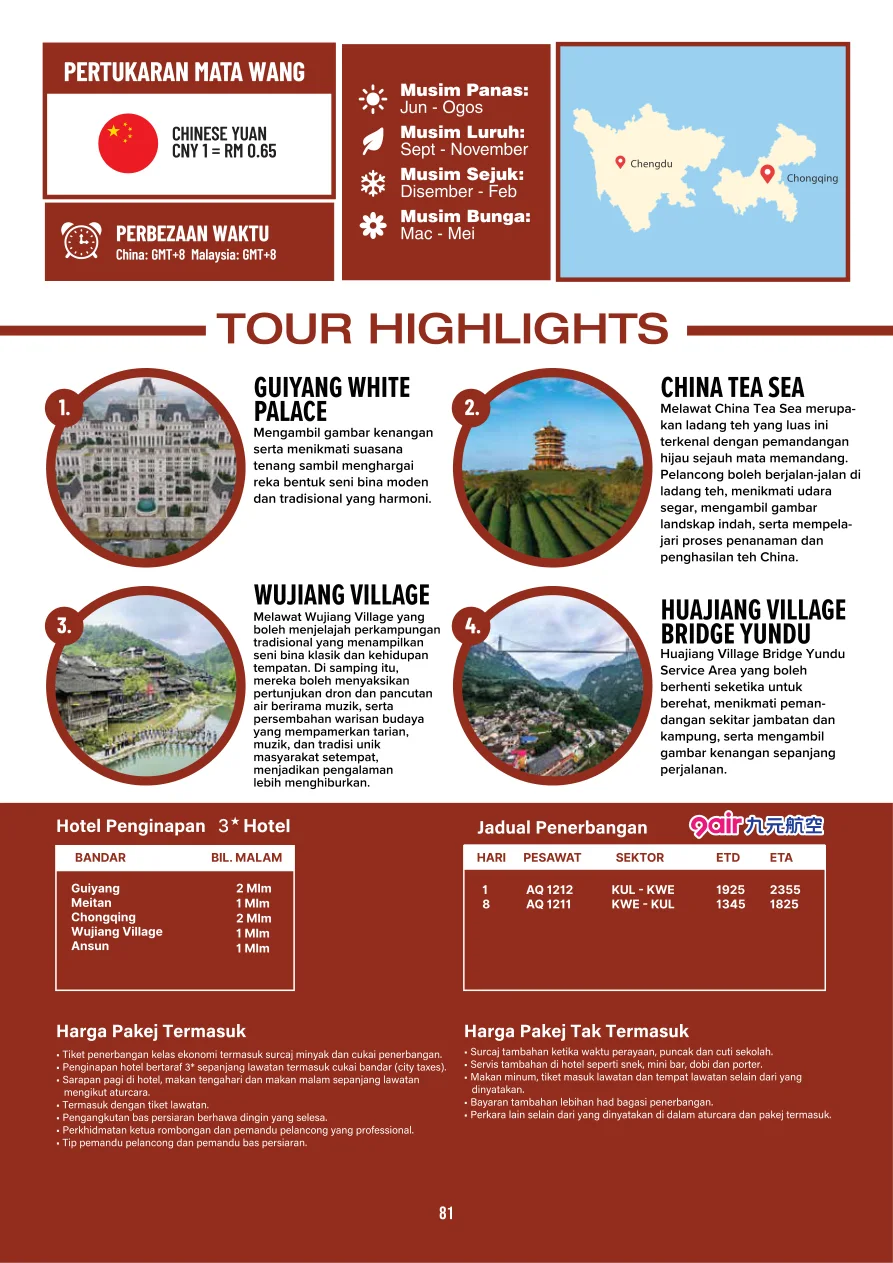 PERTUKARAN MATA WANG
CHINESE YUAN
CNY 1 = RM 0.65
PERBEZAAN WAKTU
China: GMT+8 Malaysia: GMT+8
Musim Panas:
Jun - Ogos
Musim Luruh:
Sept - November
Musim Sejuk:
Disember - Feb
Musim Bunga:
Mac - Mei
Chengdu
Chongqing
TOUR HIGHLIGHTS
1.
GUIYANG WHITE
PALACE
Mengambil gambar kenangan
serta menikmati suasana
tenang sambil menghargai
reka bentuk seni bina moden
dan tradisional yang harmoni.
2.
CHINA TEA SEA
Melawat China Tea Sea merupa-
kan ladang teh yang luas ini
terkenal dengan pemandangan
hijau sejauh mata memandang.
Pelancong boleh berjalan-jalan di
ladang teh, menikmati udara
segar, mengambil gambar
landskap indah, serta mempela-
jari proses penanaman dan
penghasilan teh China.
3.
WUJIANG VILLAGE
Melawat Wujiang Village yang
boleh menjelajah perkampungan
tradisional yang menampilkan
seni bina klasik dan kehidupan
tempatan. Di samping itu,
mereka boleh menyaksikan
pertunjukan dron dan pancutan
air berirama muzik, serta
persembahan warisan budaya
yang mempamerkan tarian,
muzik, dan tradisi unik
masyarakat setempat,
menjadikan pengalaman
lebih menghiburkan.
4.
HUAJIANG VILLAGE
BRIDGE YUNDU
Huajiang Village Bridge Yundu
Service Area yang boleh
berhenti seketika untuk
berehat, menikmati peman-
dangan sekitar jambatan dan
kampung, serta mengambil
gambar kenangan sepanjang
perjalanan.
Hotel Penginapan 3★ Hotel
BANDAR BIL. MALAM
Guiyang 2 Mlm
Meitan 1 Mlm
Chongqing 2 Mlm
Wujiang Village 1 Mlm
Ansun 1 Mlm
Jadual Penerbangan 9air 九元航空
HARI PESAWAT SEKTOR ETD ETA
1 AQ 1212 KUL - KWE 1925 2355
8 AQ 1211 KWE - KUL 1345 1825
Harga Pakej Termasuk
• Tiket penerbangan kelas ekonomi termasuk surcaj minyak dan cukai penerbangan.
• Penginapan hotel bertaraf 3* sepanjang lawatan termasuk cukai bandar (city taxes).
• Sarapan pagi di hotel, makan tengahari dan makan malam sepanjang lawatan
mengikut aturcara.
• Termasuk dengan tiket lawatan.
• Pengangkutan bas persiaran berhawa dingin yang selesa.
• Perkhidmatan ketua rombongan dan pemandu pelancong yang professional.
• Tip pemandu pelancong dan pemandu bas persiaran.
Harga Pakej Tak Termasuk
• Surcaj tambahan ketika waktu perayaan, puncak dan cuti sekolah.
• Servis tambahan di hotel seperti snek, mini bar, dobi dan porter.
• Makan minum, tiket masuk lawatan dan tempat lawatan selain dari yang
dinyatakan.
• Bayaran tambahan lebihan had bagasi penerbangan.
• Perkara lain selain dari yang dinyatakan di dalam aturcara dan pakej termasuk.
81